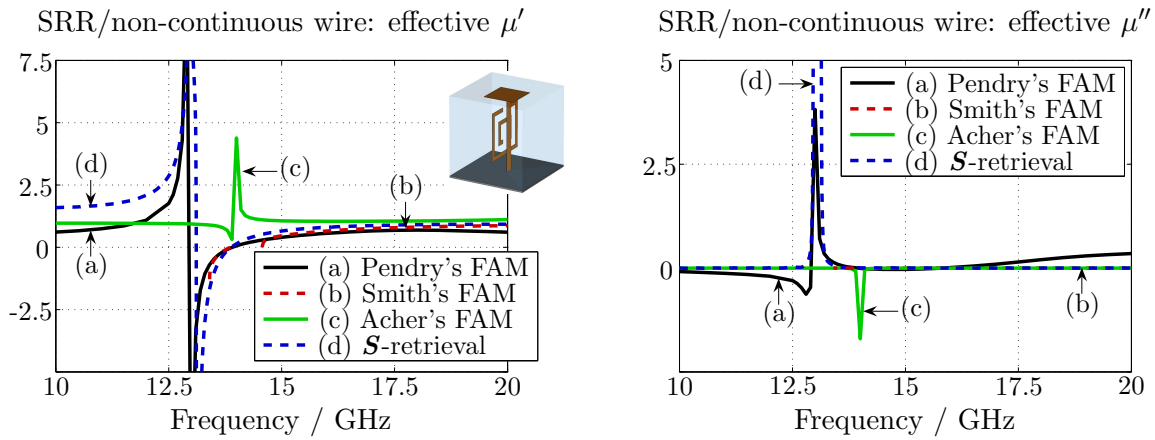 SRR/non-continuous wire: effective μ′
7.5
5
2.5
0
-2.5
10
12.5
15
17.5
20
Frequency / GHz
(d)
(a)
(c)
(b)
(a) Pendry's FAM
(b) Smith's FAM
(c) Acher's FAM
(d) S-retrieval
SRR/non-continuous wire: effective μ′′
5
2.5
0
10
12.5
15
17.5
20
Frequency / GHz
(d)
(a)
(c)
(b)
(a) Pendry's FAM
(b) Smith's FAM
(c) Acher's FAM
(d) S-retrieval